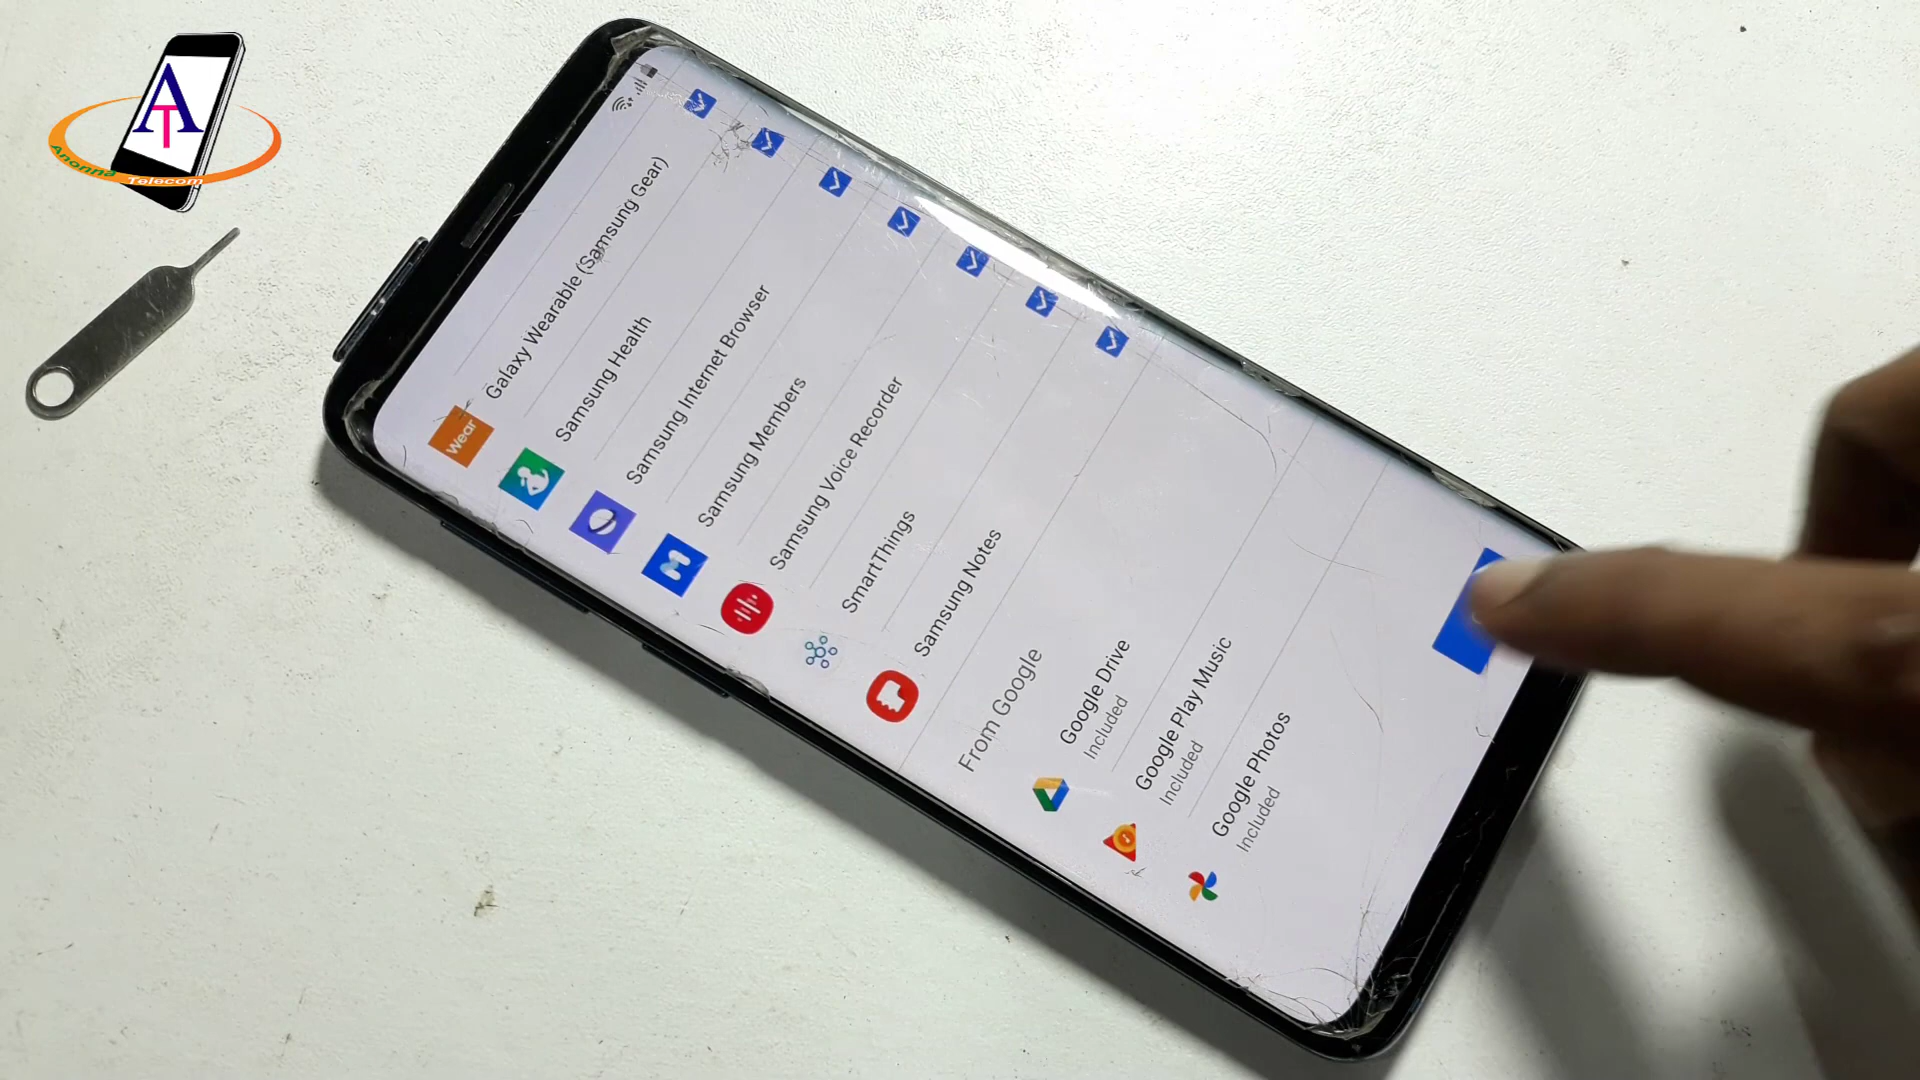 AT
Anonna Telecom
Wear
Galaxy Wearable (Samsung Gear)
Samsung Health
Samsung Internet Browser
Samsung Members
Samsung Voice Recorder
SmartThings
Samsung Notes
From Google
Google Drive
Included
Google Play Music
Included
Google Photos
Included